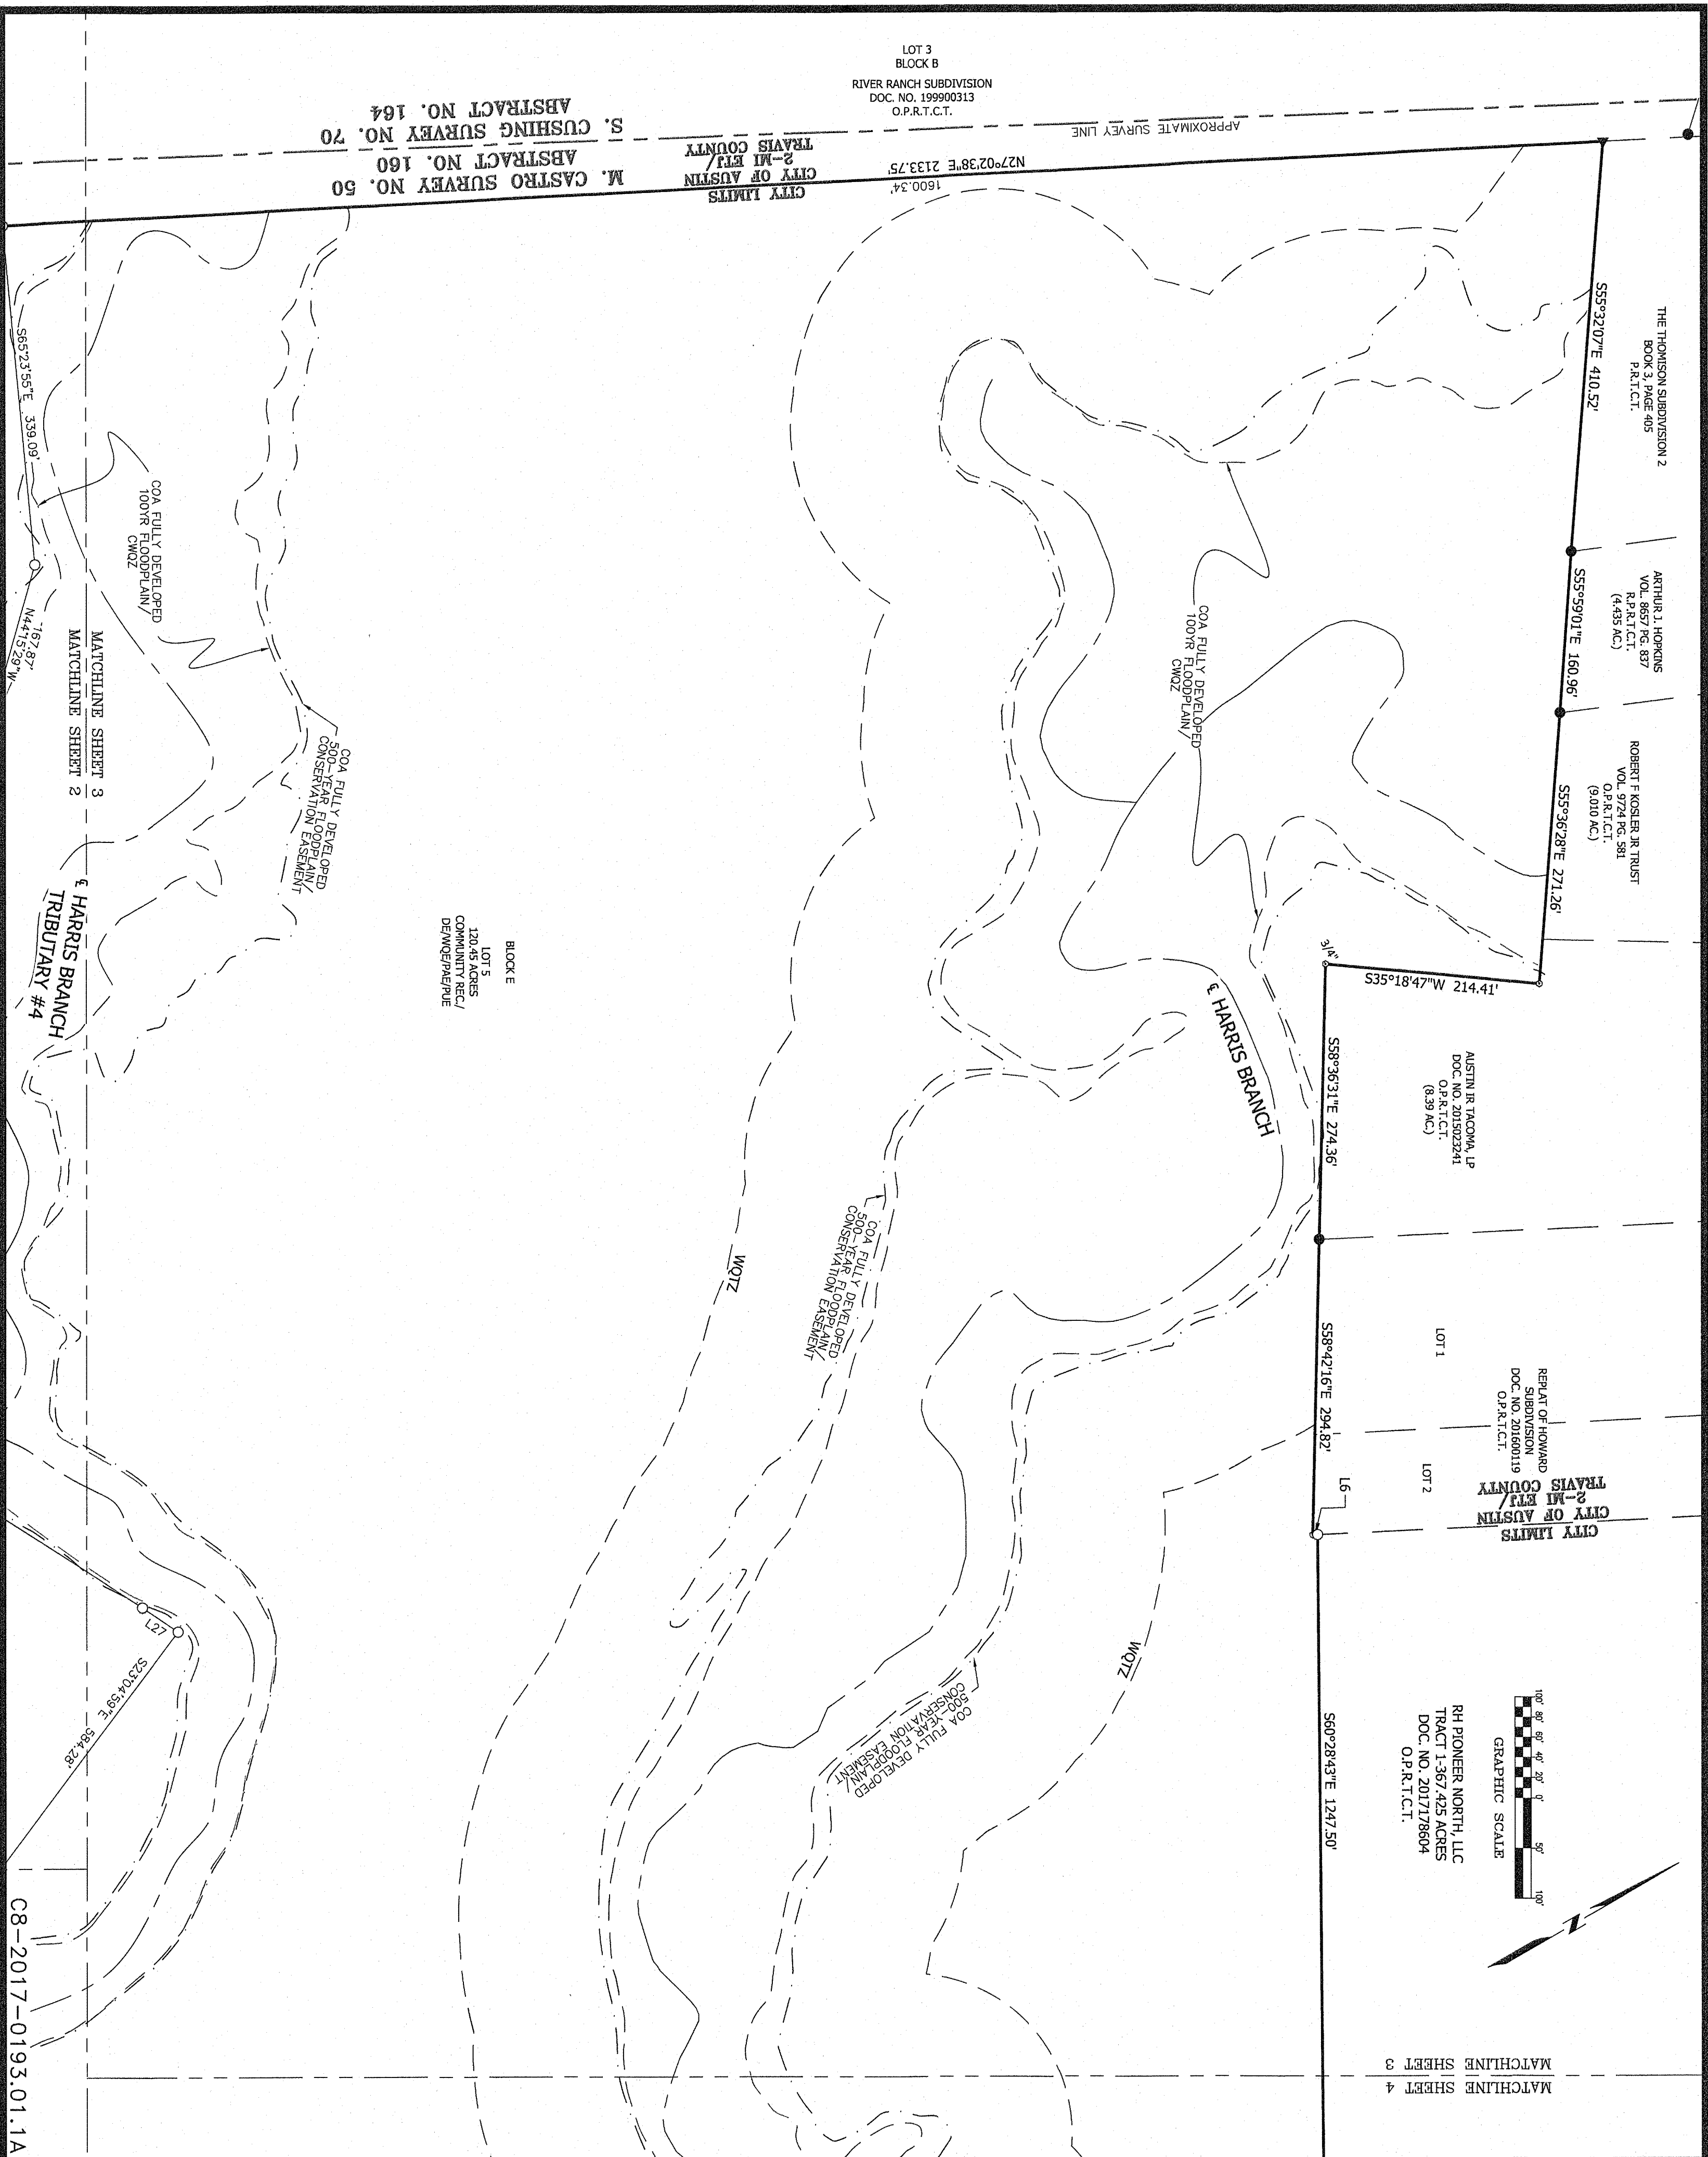 LOT 3
BLOCK B
RIVER RANCH SUBDIVISION
DOC. NO. 199900313
O.P.R.T.C.T.
APPROXIMATE SURVEY LINE
S. CUSHING SURVEY NO. 70
ABSTRACT NO. 164
M. CASTRO SURVEY NO. 50
ABSTRACT NO. 160
CITY LIMITS
CITY OF AUSTIN
2-MI ETJ/
TRAVIS COUNTY
N27°02'38"E 2133.75'
1600.34'
THE THOMISON SUBDIVISION 2
BOOK 3, PAGE 405
P.R.T.C.T.
S55°32'07"E 410.52'
ARTHUR J. HOPKINS
VOL. 8657 PG. 837
R.P.R.T.C.T.
(4.435 AC.)
S55°59'01"E 160.96'
ROBERT F KOSLER JR TRUST
VOL. 9724 PG. 581
O.P.R.T.C.T.
(9.010 AC.)
S55°36'28"E 271.26'
3/4"
S35°18'47"W 214.41'
AUSTIN IR TACOMA, LP
DOC. NO. 2015023241
O.P.R.T.C.T.
(8.39 AC.)
S58°36'31"E 274.36'
LOT 1
REPLAT OF HOWARD
SUBDIVISION
DOC. NO. 201600119
O.P.R.T.C.T.
LOT 2
S58°42'16"E 294.82'
L6
CITY LIMITS
CITY OF AUSTIN
2-MI ETJ/
TRAVIS COUNTY
100' 80' 60' 40' 20' 0' 50' 100'
GRAPHIC SCALE
N
RH PIONEER NORTH, LLC
TRACT 1-367.425 ACRES
DOC. NO. 2017178604
O.P.R.T.C.T.
S60°28'43"E 1247.50'
MATCHLINE SHEET 3
MATCHLINE SHEET 4
COA FULLY DEVELOPED
100YR FLOODPLAIN/
CWQZ
℄ HARRIS BRANCH
COA FULLY DEVELOPED
500-YEAR FLOODPLAIN/
CONSERVATION EASEMENT
WQTZ
WQTZ
COA FULLY DEVELOPED
500-YEAR FLOODPLAIN/
CONSERVATION EASEMENT
BLOCK E
LOT 5
120.45 ACRES
COMMUNITY REC./
DE/WQE/PAE/PUE
COA FULLY DEVELOPED
500-YEAR FLOODPLAIN/
CONSERVATION EASEMENT
COA FULLY DEVELOPED
100YR FLOODPLAIN/
CWQZ
S65°23'55"E 339.09'
167.87'
N44°15'29"W
MATCHLINE SHEET 3
MATCHLINE SHEET 2
℄ HARRIS BRANCH
TRIBUTARY #4
L27
S23°04'59"E 584.28'
C8-2017-0193.01.1A